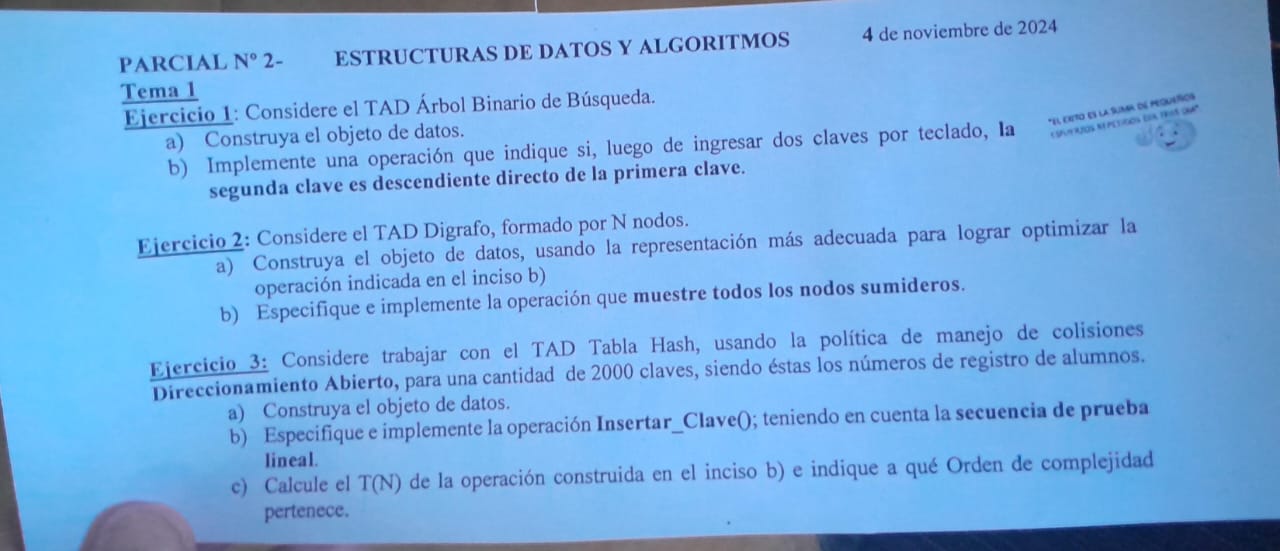 PARCIAL Nº 2- ESTRUCTURAS DE DATOS Y ALGORITMOS 4 de noviembre de 2024
Tema 1
Ejercicio 1: Considere el TAD Árbol Binario de Búsqueda.
a) Construya el objeto de datos.
b) Implemente una operación que indique si, luego de ingresar dos claves por teclado, la
segunda clave es descendiente directo de la primera clave.
"EL EXITO ES LA SUMA DE PEQUEÑOS
ESFUERZOS REPETIDOS DIA TRAS DIA"
Ejercicio 2: Considere el TAD Digrafo, formado por N nodos.
a) Construya el objeto de datos, usando la representación más adecuada para lograr optimizar la
operación indicada en el inciso b)
b) Especifique e implemente la operación que muestre todos los nodos sumideros.
Ejercicio 3: Considere trabajar con el TAD Tabla Hash, usando la política de manejo de colisiones
Direccionamiento Abierto, para una cantidad de 2000 claves, siendo éstas los números de registro de alumnos.
a) Construya el objeto de datos.
b) Especifique e implemente la operación Insertar_Clave(); teniendo en cuenta la secuencia de prueba
lineal.
c) Calcule el T(N) de la operación construida en el inciso b) e indique a qué Orden de complejidad
pertenece.